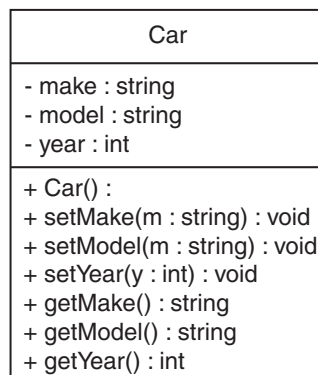 Car
- make : string
- model : string
- year : int
+ Car() :
+ setMake(m : string) : void
+ setModel(m : string) : void
+ setYear(y : int) : void
+ getMake() : string
+ getModel() : string
+ getYear() : int